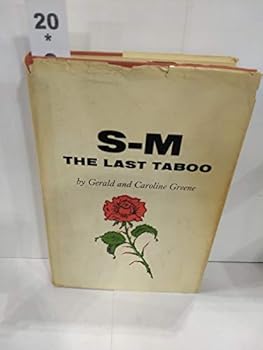 20
*
S-M
THE LAST TABOO
by Gerald and Caroline Greene